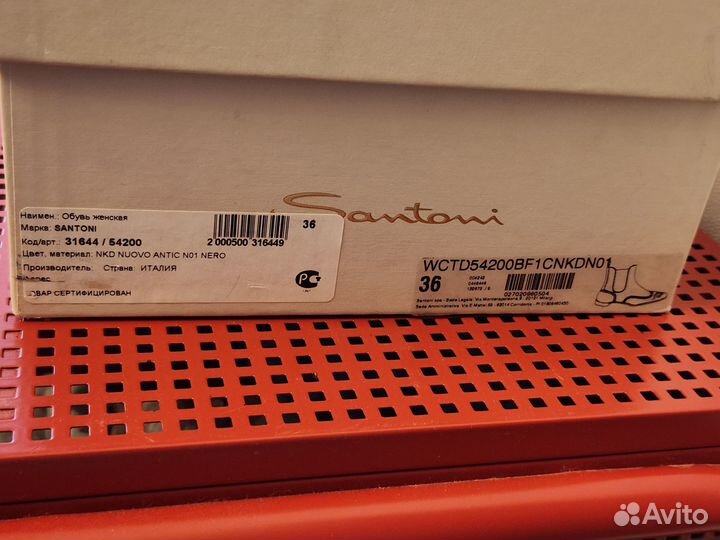 Santoni
Наимен.: Обувь женская
Марка: SANTONI
Код/арт.: 31644 / 54200
Цвет, материал: NKD NUOVO ANTIC N01 NERO
Производитель: Страна: ИТАЛИЯ
ТОВАР СЕРТИФИЦИРОВАН
36
2 000500 316449
WCTD54200BF1CNKDN01
36
Avito